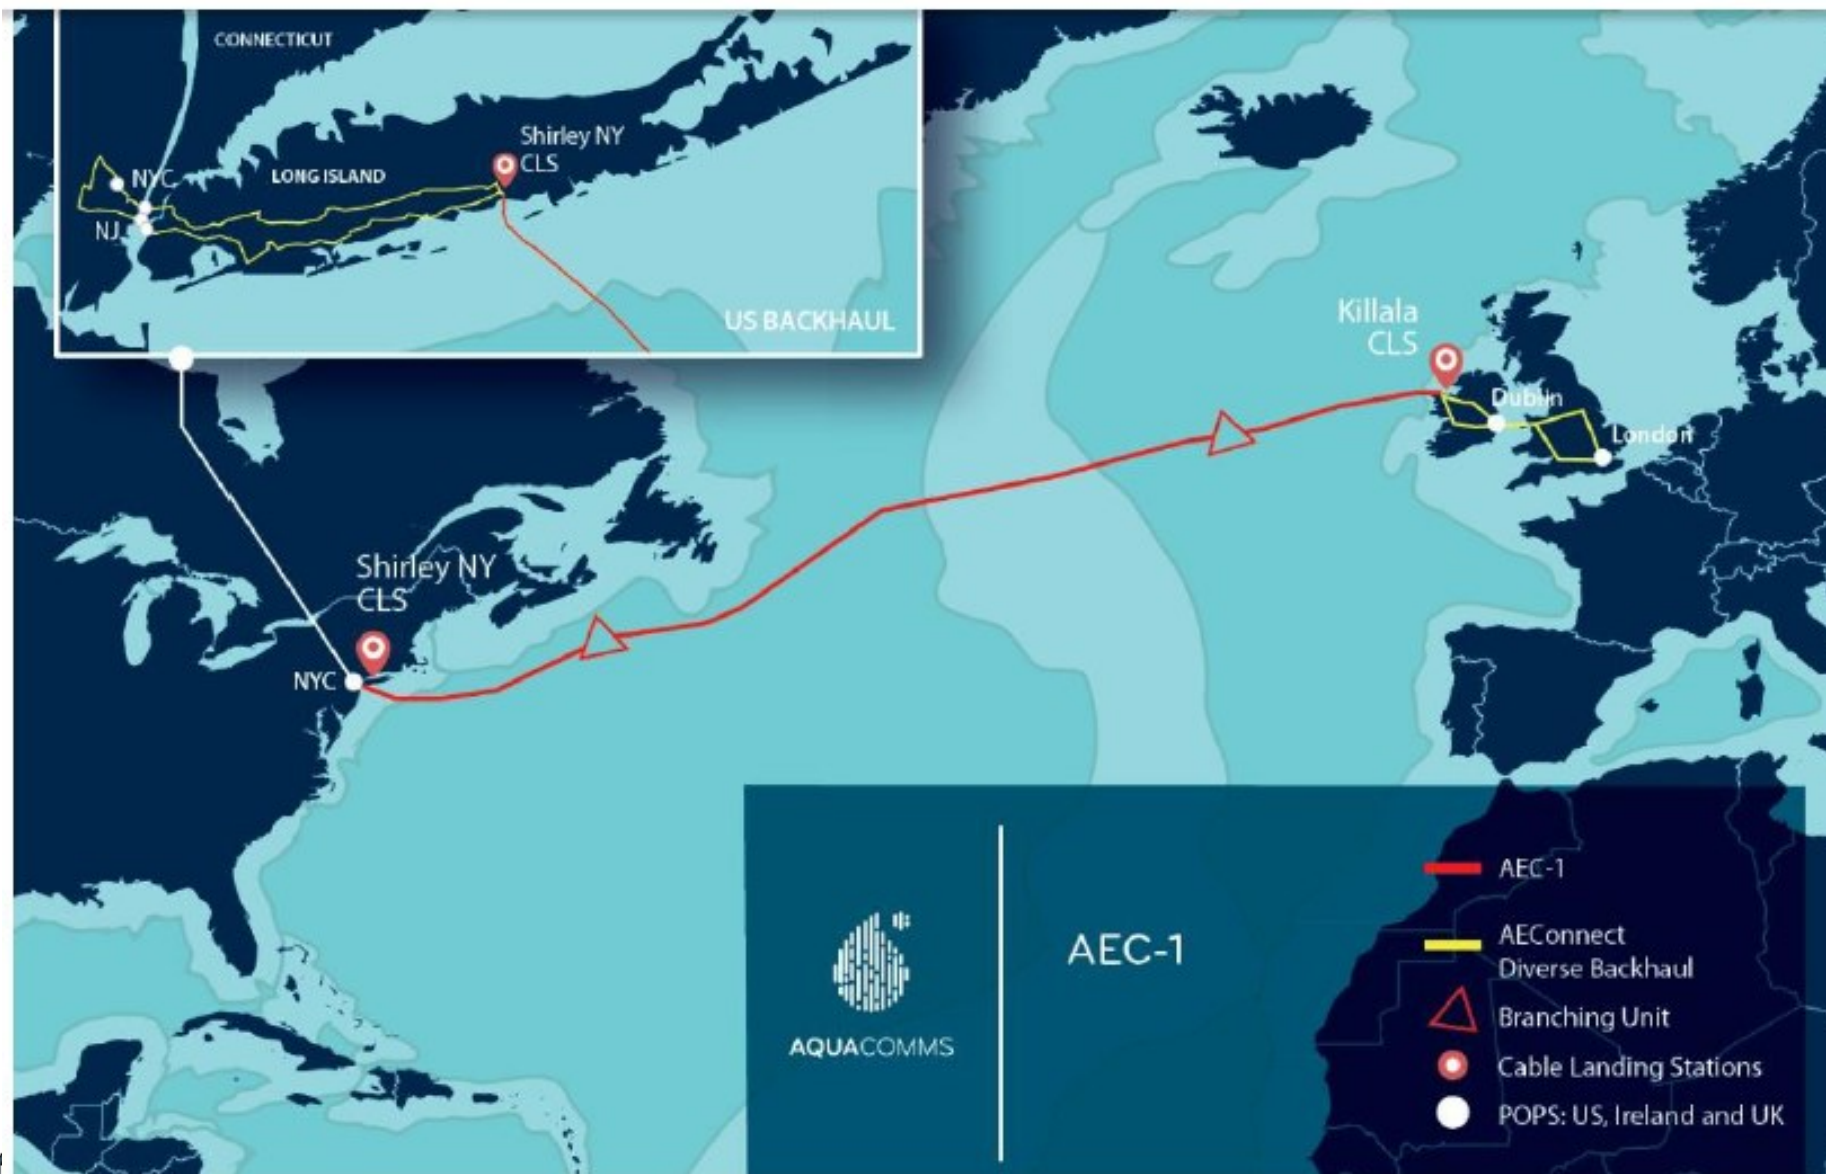 CONNECTICUT
Shirley NY
CLS
LONG ISLAND
NYC
NJ
US BACKHAUL
Killala
CLS
Dublin
London
Shirley NY
CLS
NYC
AEC-1
AEConnect
Diverse Backhaul
AEC-1
Branching Unit
AQUACOMMS
Cable Landing Stations
POPS: US, Ireland and UK